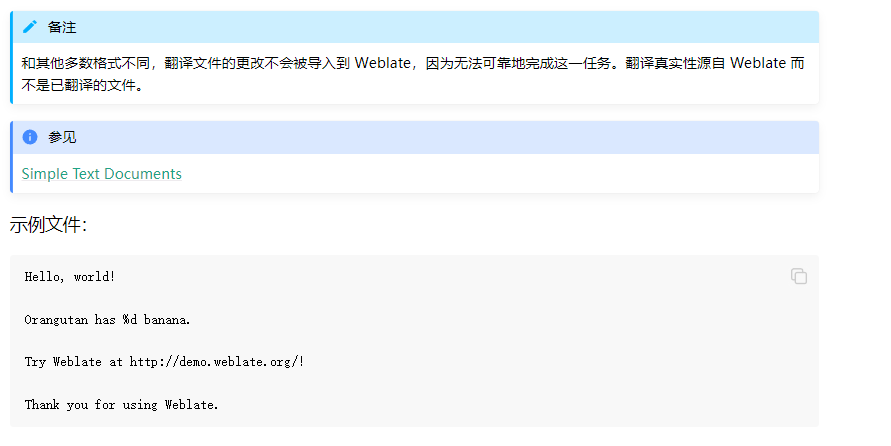 备注
和其他多数格式不同，翻译文件的更改不会被导入到 Weblate，因为无法可靠地完成这一任务。翻译真实性源自 Weblate 而
不是已翻译的文件。
参见
Simple Text Documents
示例文件：
Hello, world!
Orangutan has %d banana.
Try Weblate at http://demo.weblate.org/!
Thank you for using Weblate.